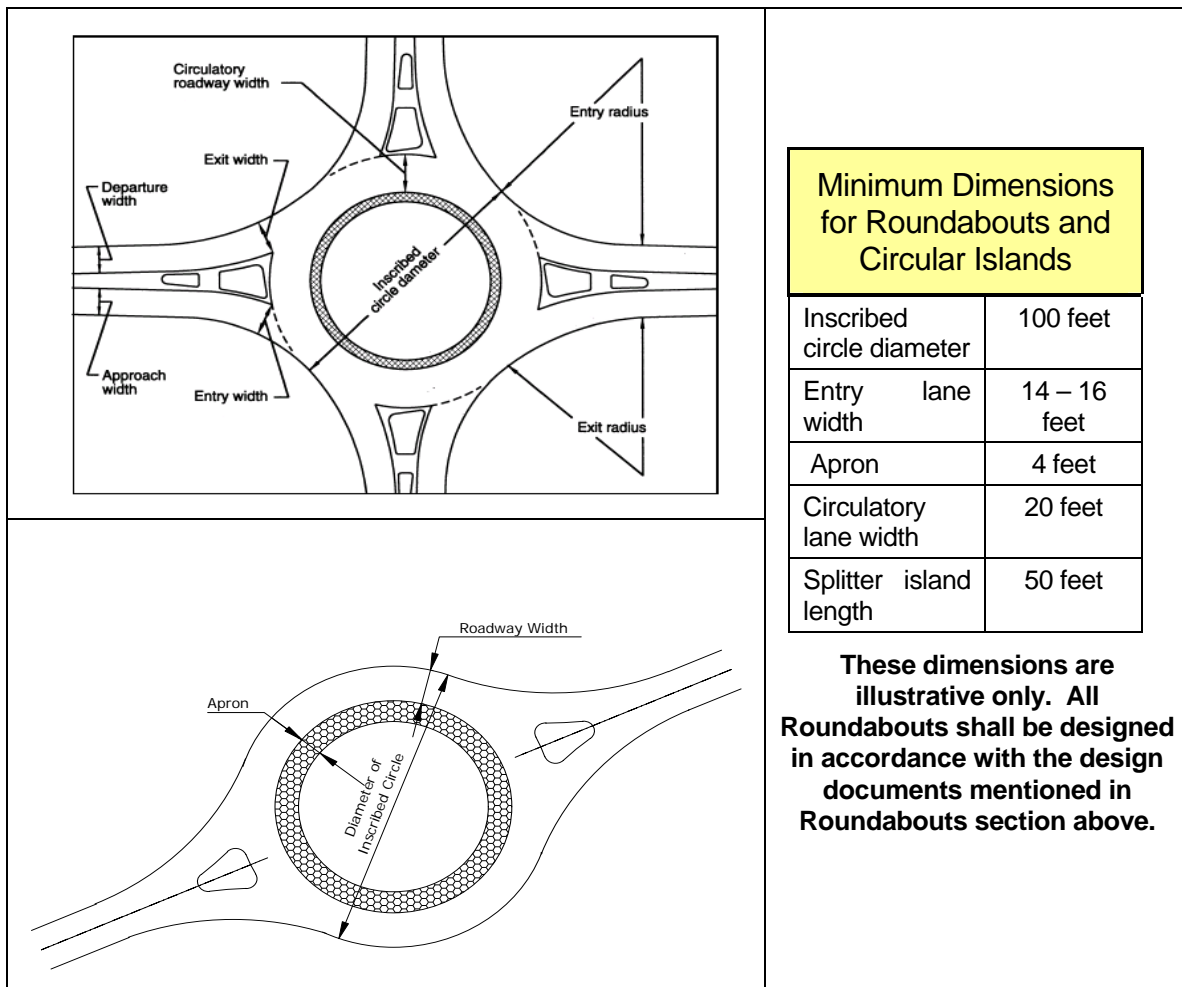 Circulatory
roadway width
Entry radius
Exit width
Departure
width
Inscribed
circle dameter
Approach
width
Entry width
Exit radius
Roadway Width
Apron
Diameter of
Inscribed Circle
Minimum Dimensions
for Roundabouts and
Circular Islands
Inscribed
circle diameter
100 feet
Entry lane
width
14 – 16
feet
Apron
4 feet
Circulatory
lane width
20 feet
Splitter island
length
50 feet
These dimensions are
illustrative only. All
Roundabouts shall be designed
in accordance with the design
documents mentioned in
Roundabouts section above.